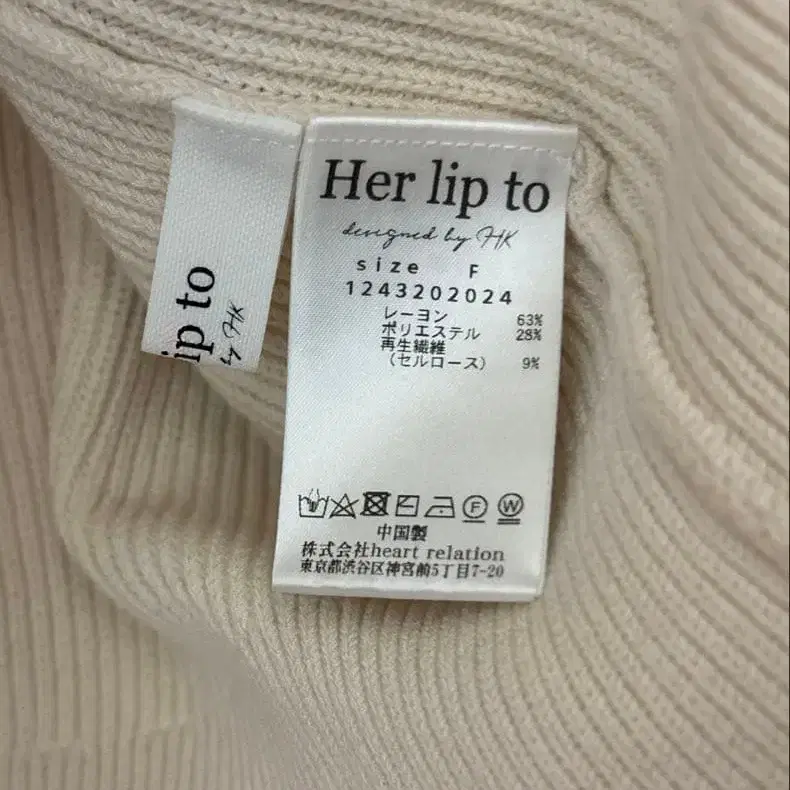 Her lip to
designed by HK
size F
1243202024
レーヨン 63%
ポリエステル 28%
再生繊維
（セルロース） 9%
F W
中国製
株式会社heart relation
東京都渋谷区神宮前5丁目7-20
lip to
by HK